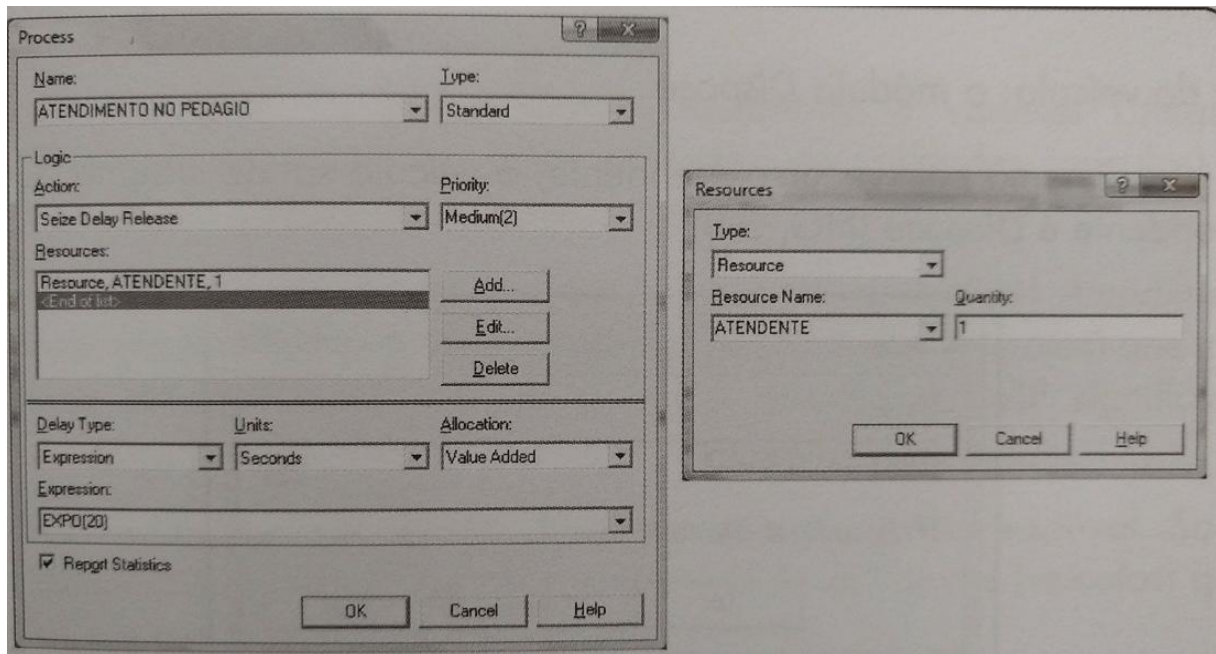 Process
Name:
Type:
ATENDIMENTO NO PEDAGIO
Standard
Logic
Action:
Priority:
Seize Delay Release
Medium(2)
Resources:
Resource, ATENDENTE, 1
<End of list>
Add...
Edit...
Delete
Delay Type:
Units:
Allocation:
Expression
Seconds
Value Added
Expression:
EXPO(20)
Report Statistics
OK
Cancel
Help
Resources
Type:
Resource
Resource Name:
Quantity:
ATENDENTE
1
OK
Cancel
Help